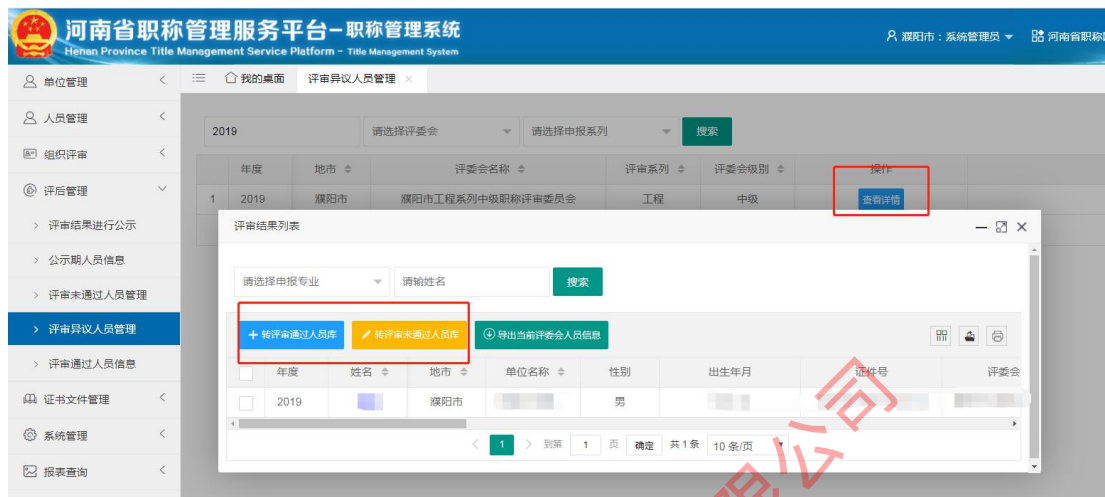 河南省职称管理服务平台-职称管理系统
Henan Province Title Management Service Platform - Title Management System
濮阳市：系统管理员
河南省职称
单位管理
我的桌面 评审异议人员管理
人员管理
2019 请选择评委会 请选择申报系列 搜索
组织评审
年度 地市 评委会名称 评审系列 评委会级别 操作
评后管理
1 2019 濮阳市 濮阳市工程系列中级职称评审委员会 工程 中级 查看详情
评审结果进行公示
评审结果列表
公示期人员信息
请选择申报专业 请输姓名 搜索
评审未通过人员管理
评审异议人员管理
转评审通过人员库 转评审未通过人员库 导出当前评委会人员信息
评审通过人员信息
年度 姓名 地市 单位名称 性别 出生年月 证件号 评委会
证书文件管理
2019 濮阳市 男
系统管理
1 到第 1 页 确定 共1条 10条/页
报表查询
限公司